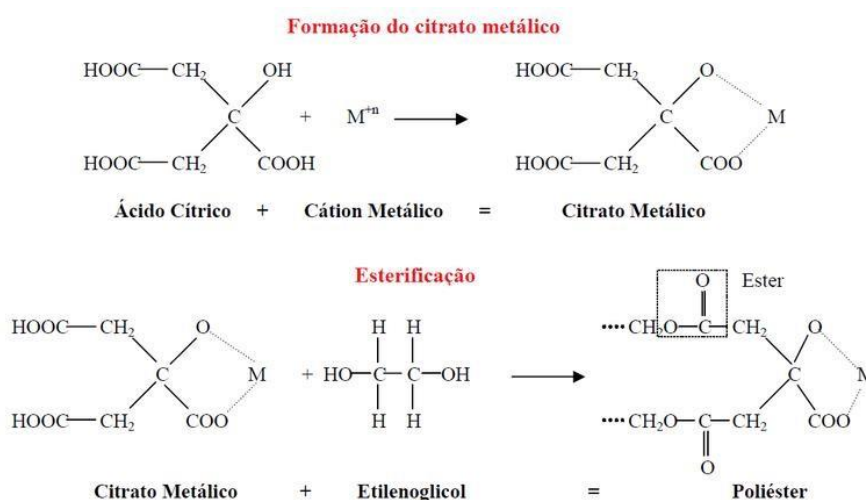 Formação do citrato metálico
HOOC CH₂ OH
C + M⁺ⁿ
HOOC CH₂ COOH
HOOC CH₂ O
C M
HOOC CH₂ COO
Ácido Cítrico + Cátion Metálico = Citrato Metálico
Esterificação
HOOC CH₂ O
C M
HOOC CH₂ COO
+
H H
HO C C OH
H H
O Ester
•••• CH₂O C CH₂ O
C M
•••• CH₂O C CH₂ COO
O
Citrato Metálico + Etilenoglicol = Poliéster